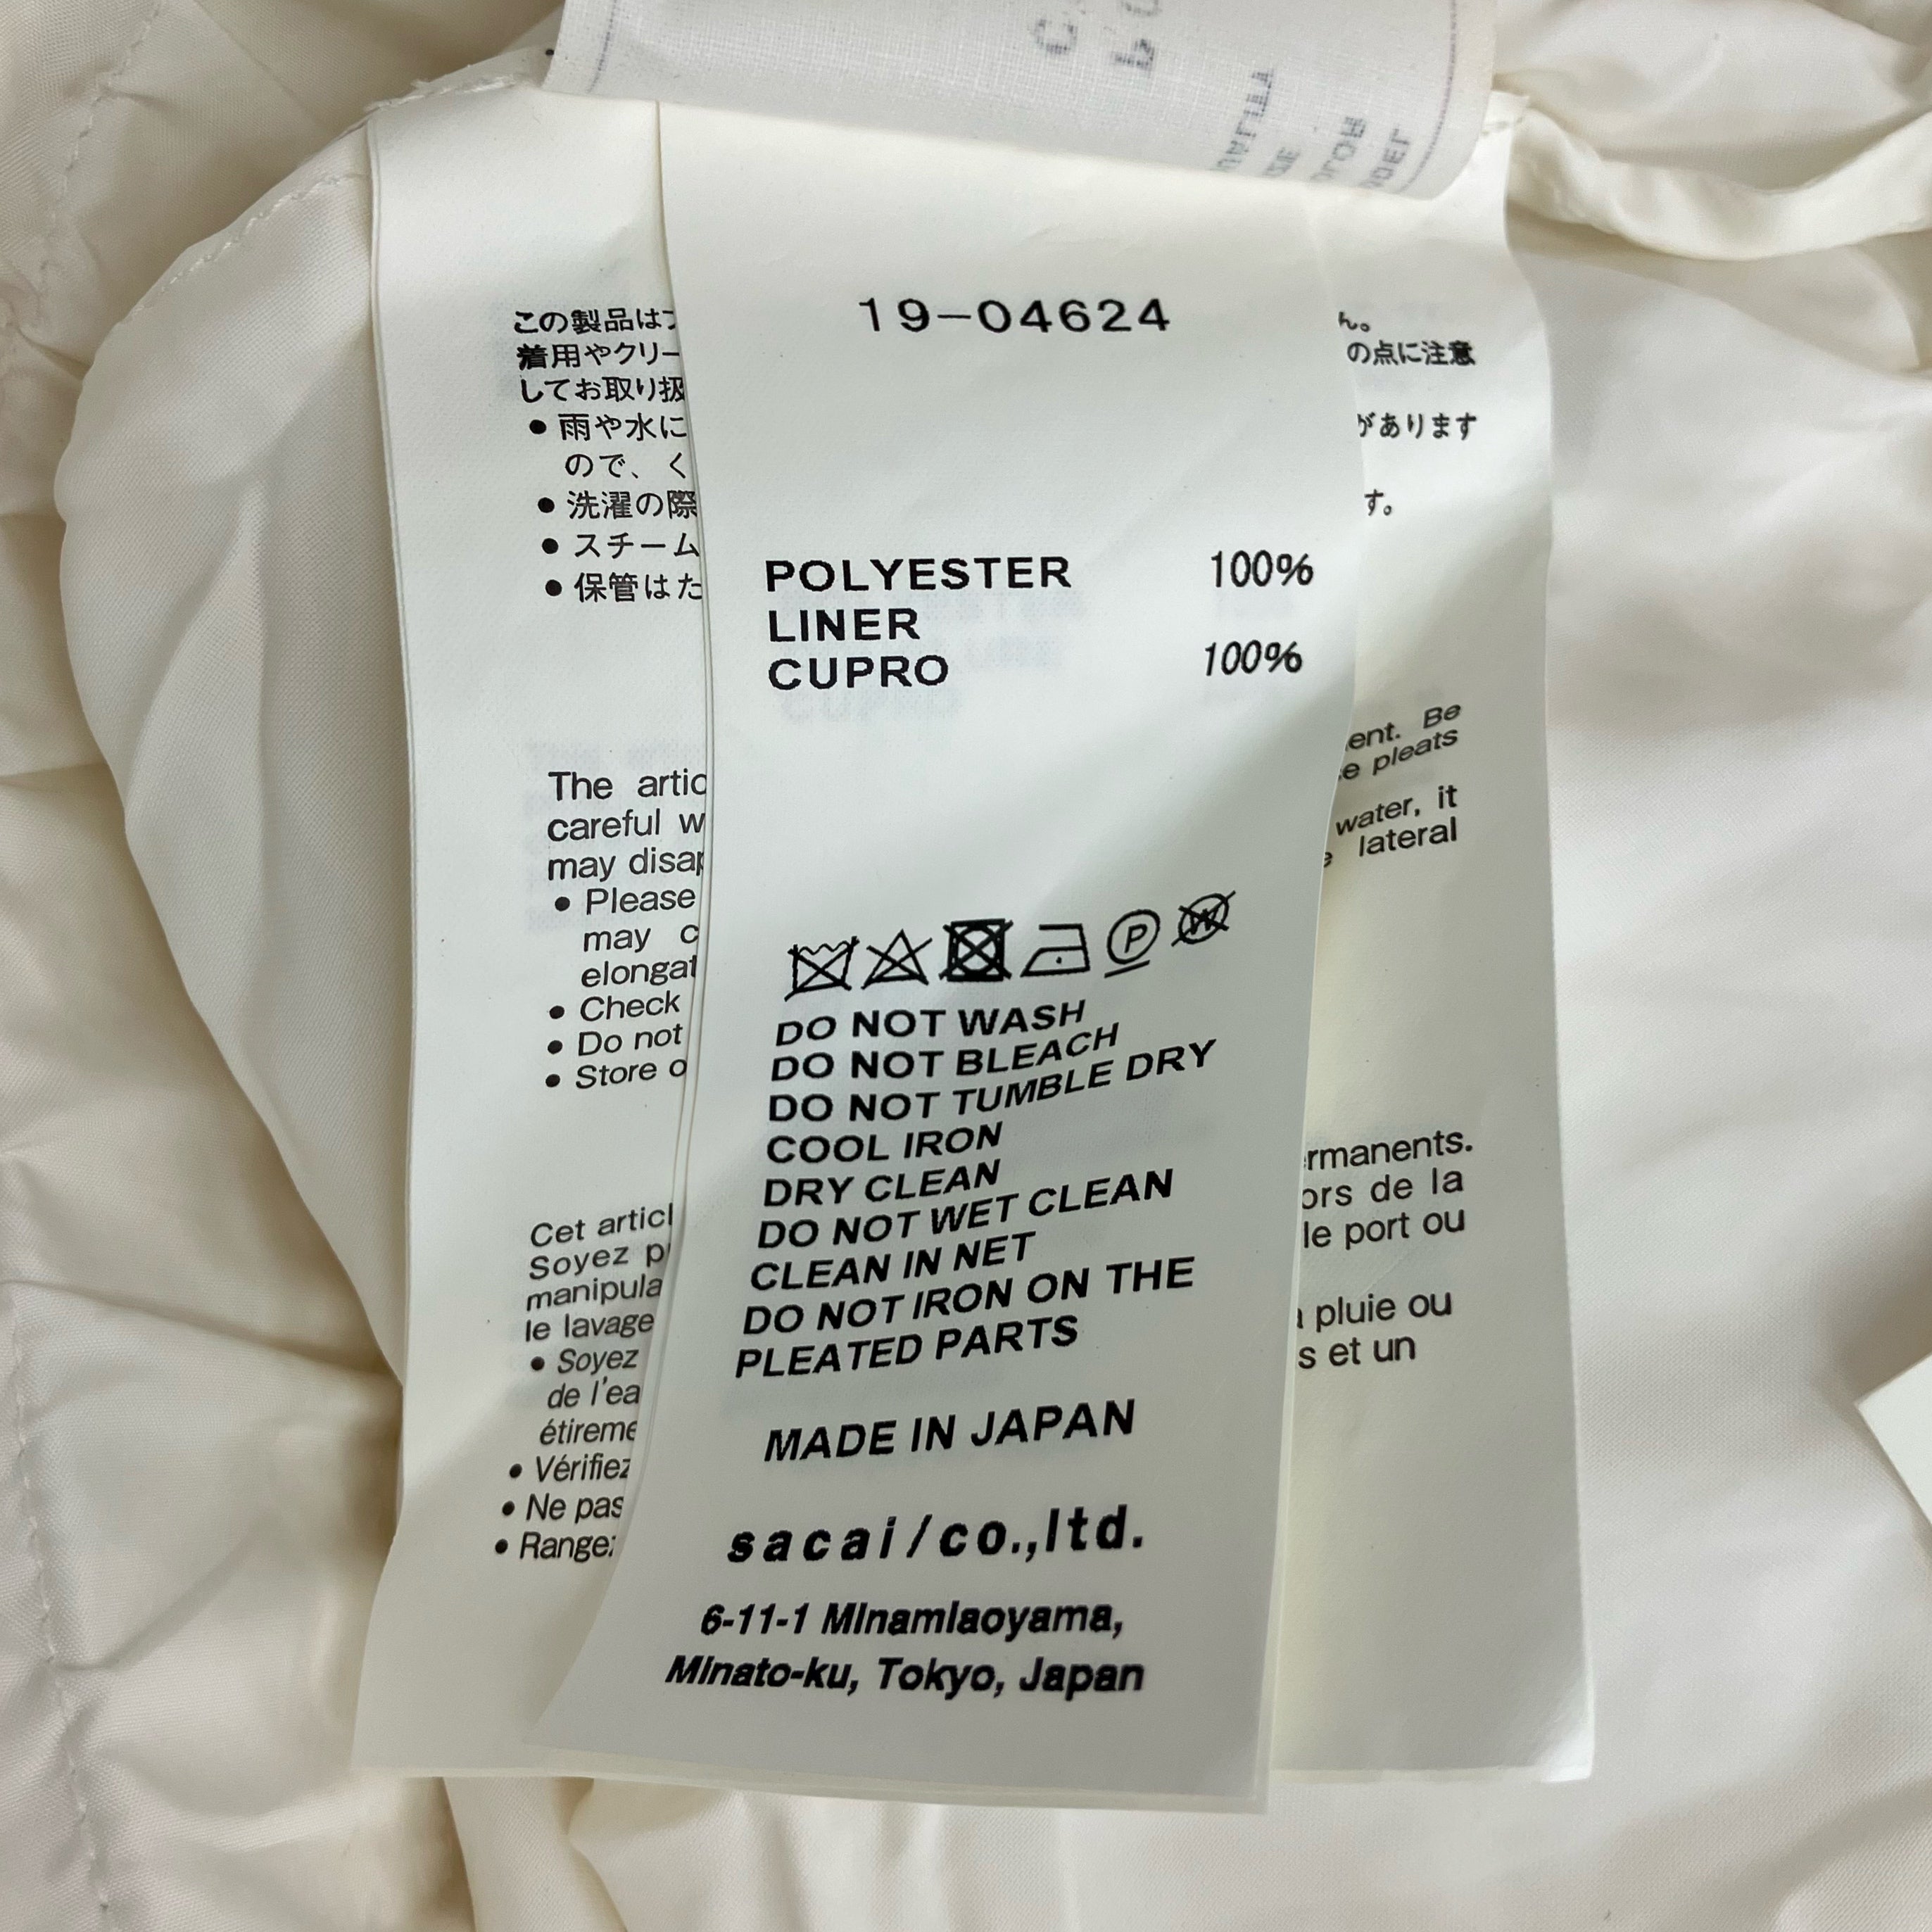 19-04624
POLYESTER 100%
LINER
CUPRO 100%
P
W
DO NOT WASH
DO NOT BLEACH
DO NOT TUMBLE DRY
COOL IRON
DRY CLEAN
DO NOT WET CLEAN
CLEAN IN NET
DO NOT IRON ON THE
PLEATED PARTS
MADE IN JAPAN
sacai/co.,ltd.
6-11-1 Minamiaoyama,
Minato-ku, Tokyo, Japan
この製品は
着用やクリー
してお取り扱
● 雨や水に
ので、く
● 洗濯の際
● スチーム
● 保管はた
The artic
careful w
may disap
● Please
may c
elongat
● Check
● Do not
● Store o
Cet articl
Soyez p
manipula
le lavage
● Soyez
de l'ea
étireme
● Vérifiez
● Ne pas
● Rangez
ん。
の点に注意
があります
す。
ent. Be
e pleats
water, it
lateral
rmanents.
ors de la
le port ou
pluie ou
s et un